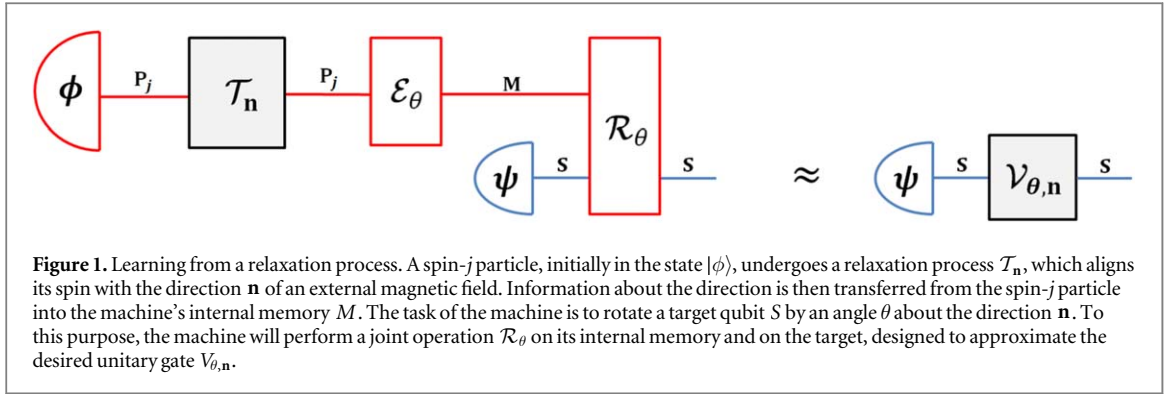 ϕ
P_j
𝒯_n
P_j
ℰ_θ
M
ℛ_θ
ψ
S
S
≈
ψ
S
𝒱_θ,n
S
Figure 1. Learning from a relaxation process. A spin-j particle, initially in the state |ϕ⟩, undergoes a relaxation process 𝒯_n, which aligns
its spin with the direction n of an external magnetic field. Information about the direction is then transferred from the spin-j particle
into the machine's internal memory M. The task of the machine is to rotate a target qubit S by an angle θ about the direction n. To
this purpose, the machine will perform a joint operation ℛ_θ on its internal memory and on the target, designed to approximate the
desired unitary gate V_θ,n.